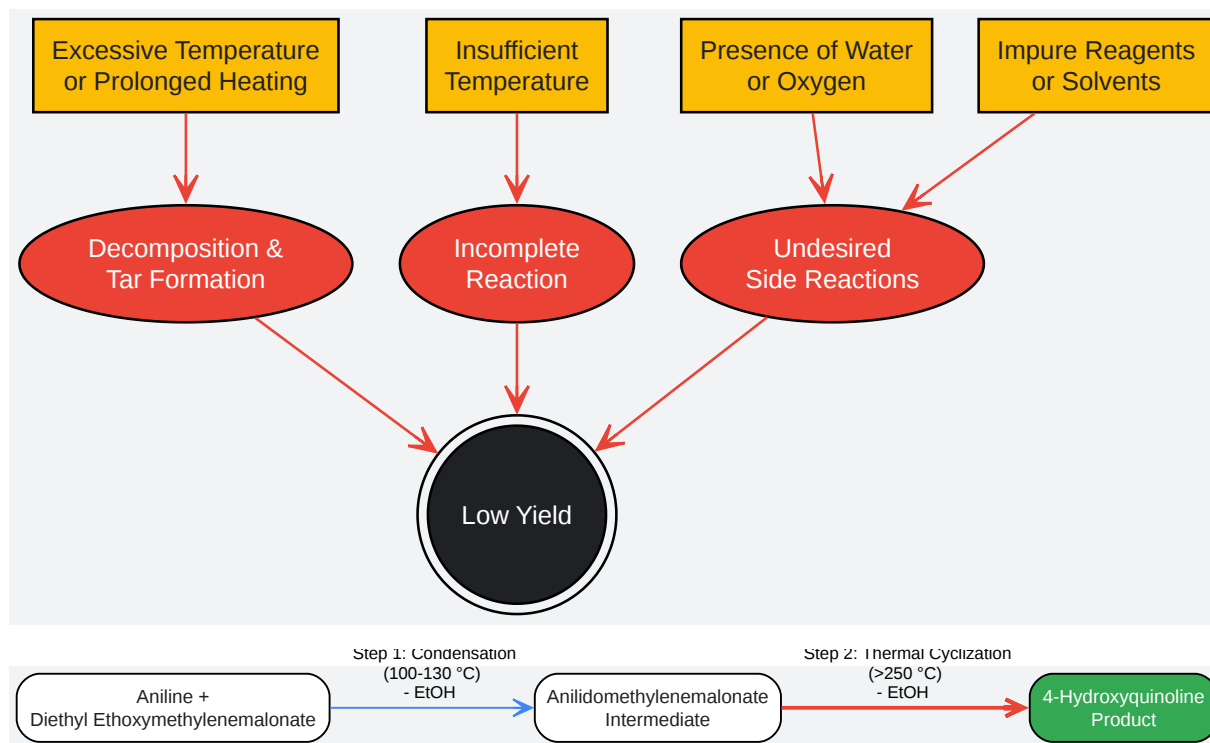 Excessive Temperature
or Prolonged Heating
Insufficient
Temperature
Presence of Water
or Oxygen
Impure Reagents
or Solvents
Decomposition &
Tar Formation
Incomplete
Reaction
Undesired
Side Reactions
Low Yield
Step 1: Condensation
(100-130 °C)
- EtOH
Step 2: Thermal Cyclization
(>250 °C)
- EtOH
Aniline +
Diethyl Ethoxymethylenemalonate
Anilidomethylenemalonate
Intermediate
4-Hydroxyquinoline
Product